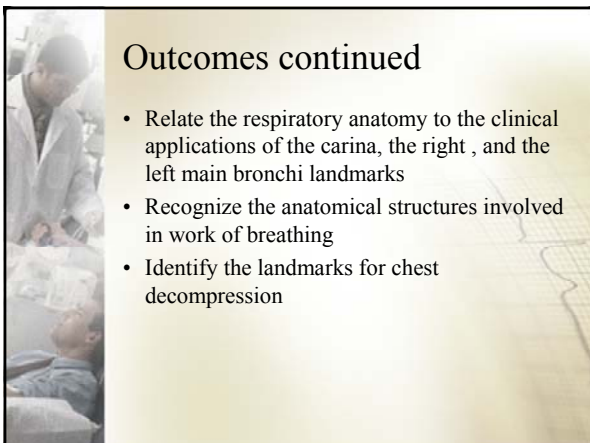 Outcomes continued
• Relate the respiratory anatomy to the clinical
applications of the carina, the right , and the
left main bronchi landmarks
• Recognize the anatomical structures involved
in work of breathing
• Identify the landmarks for chest
decompression